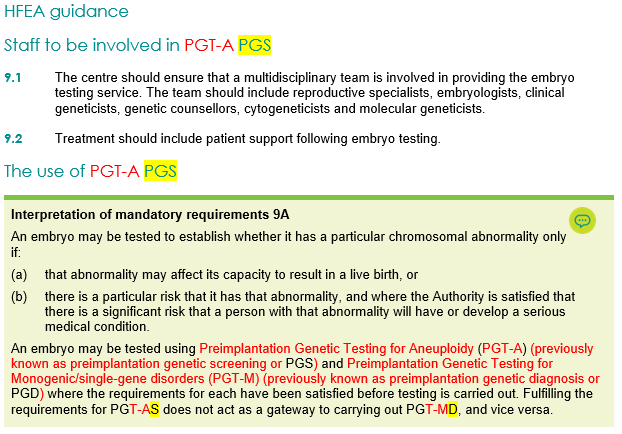 HFEA guidance
Staff to be involved in PGT-A PGS
9.1 The centre should ensure that a multidisciplinary team is involved in providing the embryo
testing service. The team should include reproductive specialists, embryologists, clinical
geneticists, genetic counsellors, cytogeneticists and molecular geneticists.
9.2 Treatment should include patient support following embryo testing.
The use of PGT-A PGS
Interpretation of mandatory requirements 9A
An embryo may be tested to establish whether it has a particular chromosomal abnormality only
if:
(a) that abnormality may affect its capacity to result in a live birth, or
(b) there is a particular risk that it has that abnormality, and where the Authority is satisfied that
there is a significant risk that a person with that abnormality will have or develop a serious
medical condition.
An embryo may be tested using Preimplantation Genetic Testing for Aneuploidy (PGT-A) (previously
known as preimplantation genetic screening or PGS) and Preimplantation Genetic Testing for
Monogenic/single-gene disorders (PGT-M) (previously known as preimplantation genetic diagnosis or
PGD) where the requirements for each have been satisfied before testing is carried out. Fulfilling the
requirements for PGT-AS does not act as a gateway to carrying out PGT-MD, and vice versa.